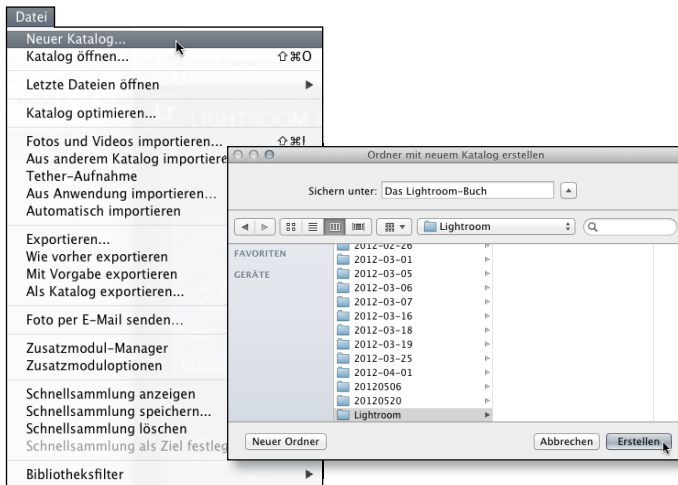 Datei
Neuer Katalog...
Katalog öffnen... ⇧⌘O
Letzte Dateien öffnen
Katalog optimieren...
Fotos und Videos importieren... ⇧⌘I
Aus anderem Katalog importiere
Tether-Aufnahme
Aus Anwendung importieren...
Automatisch importieren
Exportieren...
Wie vorher exportieren
Mit Vorgabe exportieren
Als Katalog exportieren...
Foto per E-Mail senden...
Zusatzmodul-Manager
Zusatzmoduloptionen
Schnellsammlung anzeigen
Schnellsammlung speichern...
Schnellsammlung löschen
Schnellsammlung als Ziel festleg
Bibliotheksfilter
LIGHTROOM
Ordner mit neuem Katalog erstellen
Sichern unter: Das Lightroom-Buch
Lightroom
FAVORITEN
GERÄTE
2012-02-26
2012-03-01
2012-03-05
2012-03-06
2012-03-07
2012-03-16
2012-03-18
2012-03-19
2012-03-25
2012-04-01
20120506
20120520
Lightroom
Neuer Ordner Abbrechen Erstellen